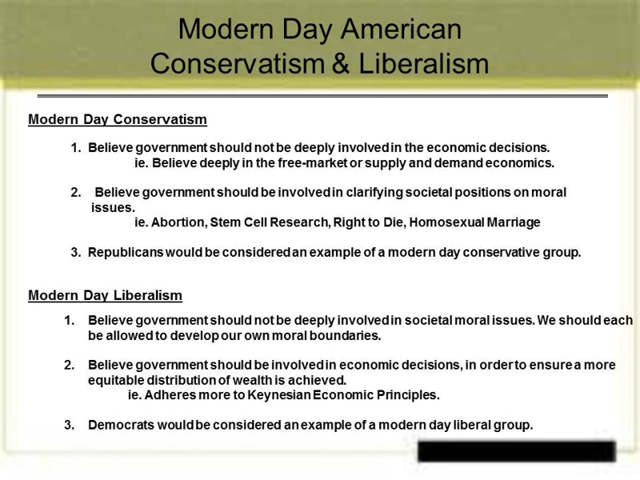 Modern Day American
Conservatism & Liberalism
Modern Day Conservatism
1. Believe government should not be deeply involved in the economic decisions.
ie. Believe deeply in the free-market or supply and demand economics.
2. Believe government should be involved in clarifying societal positions on moral
issues.
ie. Abortion, Stem Cell Research, Right to Die, Homosexual Marriage
3. Republicans would be considered an example of a modern day conservative group.
Modern Day Liberalism
1. Believe government should not be deeply involved in societal moral issues. We should each
be allowed to develop our own moral boundaries.
2. Believe government should be involved in economic decisions, in order to ensure a more
equitable distribution of wealth is achieved.
ie. Adheres more to Keynesian Economic Principles.
3. Democrats would be considered an example of a modern day liberal group.